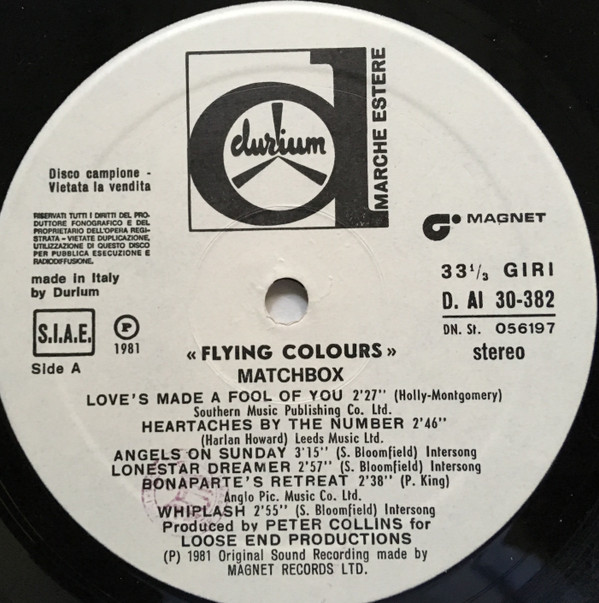 durium
MARCHE ESTERE
Disco campione -
Vietata la vendita
RISERVATI TUTTI I DIRITTI DEL PRO-
DUTTORE FONOGRAFICO E DEL
PROPRIETARIO DELL'OPERA REGI-
STRATA - VIETATE DUPLICAZIONE,
UTILIZZAZIONE DI QUESTO DISCO
PER PUBBLICA ESECUZIONE E
RADIODIFFUSIONE.
made in Italy
by Durium
S.I.A.E.
P
1981
Side A
MAGNET
33 1/3 GIRI
D. AI 30-382
DN. St. 056197
stereo
« FLYING COLOURS »
MATCHBOX
LOVE'S MADE A FOOL OF YOU 2'27'' (Holly-Montgomery)
Southern Music Publishing Co. Ltd.
HEARTACHES BY THE NUMBER 2'46''
(Harlan Howard) Leeds Music Ltd.
ANGELS ON SUNDAY 3'15'' (S. Bloomfield) Intersong
LONESTAR DREAMER 2'57'' (S. Bloomfield) Intersong
BONAPARTE'S RETREAT 2'38'' (P. King)
Anglo Pic. Music Co. Ltd.
WHIPLASH 2'55'' (S. Bloomfield) Intersong
Produced by PETER COLLINS for
LOOSE END PRODUCTIONS
(P) 1981 Original Sound Recording made by
MAGNET RECORDS LTD.